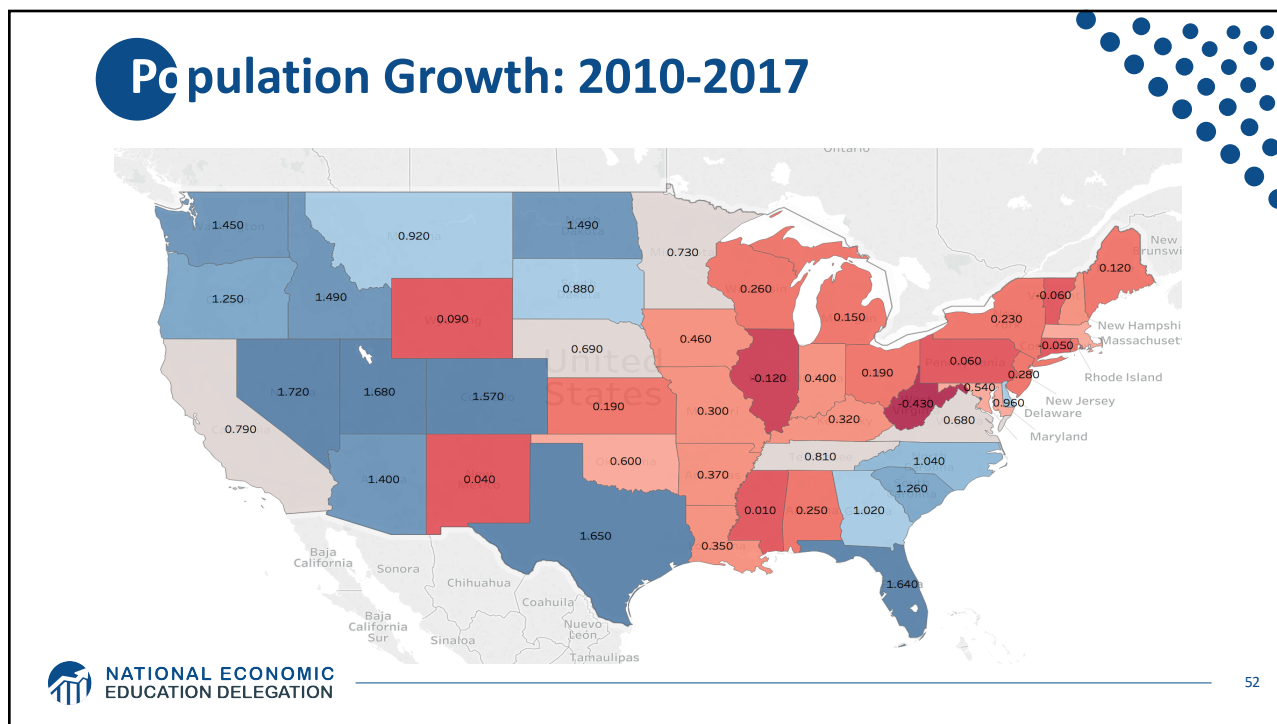 Population Growth: 2010-2017
Ontario
1.450
0.920
1.490
0.730
New
Brunswi
0.120
1.250
1.490
0.880
0.260
-0.060
0.090
0.150
0.230
New Hampshi
Massachuset
0.460
0.690
-0.050
United
States
0.060
1.720
1.680
1.570
-0.120
0.400
0.190
0.280
Rhode Island
0.540
0.960
New Jersey
Delaware
0.190
0.300
0.320
-0.430
0.680
Maryland
0.790
0.810
1.040
0.600
0.370
1.400
0.040
1.260
0.010
0.250
1.020
1.650
0.350
Baja
California
Sonora
Chihuahua
1.640
Coahuila
Baja
California
Sur
Nuevo
León
Sinaloa
Tamaulipas
NATIONAL ECONOMIC
EDUCATION DELEGATION
52